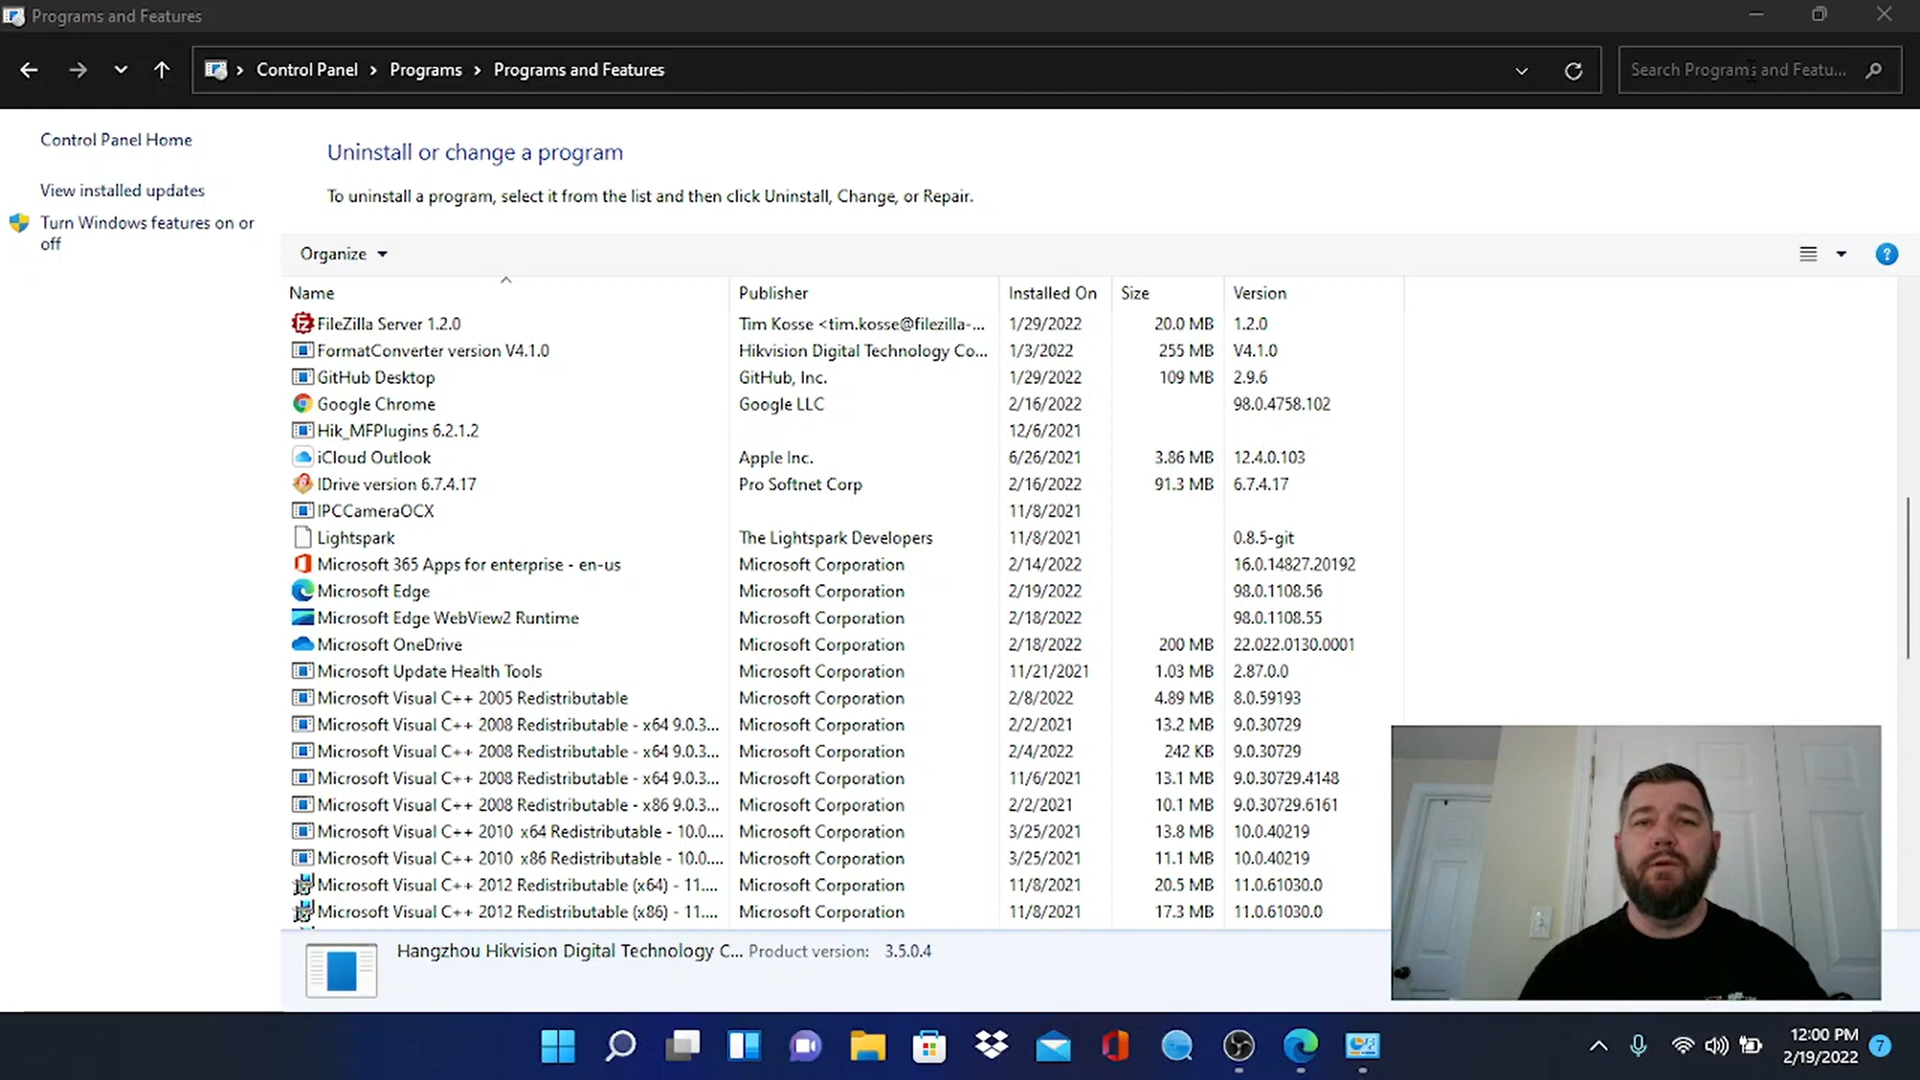 Programs and Features
Control Panel > Programs > Programs and Features
Search Programs and Featu...
Control Panel Home
View installed updates
Turn Windows features on or
off
Uninstall or change a program
To uninstall a program, select it from the list and then click Uninstall, Change, or Repair.
Organize
Name Publisher Installed On Size Version
FileZilla Server 1.2.0 Tim Kosse <tim.kosse@filezilla-... 1/29/2022 20.0 MB 1.2.0
FormatConverter version V4.1.0 Hikvision Digital Technology Co... 1/3/2022 255 MB V4.1.0
GitHub Desktop GitHub, Inc. 1/29/2022 109 MB 2.9.6
Google Chrome Google LLC 2/16/2022 98.0.4758.102
Hik_MFPlugins 6.2.1.2 12/6/2021
iCloud Outlook Apple Inc. 6/26/2021 3.86 MB 12.4.0.103
IDrive version 6.7.4.17 Pro Softnet Corp 2/16/2022 91.3 MB 6.7.4.17
IPCCameraOCX 11/8/2021
Lightspark The Lightspark Developers 11/8/2021 0.8.5-git
Microsoft 365 Apps for enterprise - en-us Microsoft Corporation 2/14/2022 16.0.14827.20192
Microsoft Edge Microsoft Corporation 2/19/2022 98.0.1108.56
Microsoft Edge WebView2 Runtime Microsoft Corporation 2/18/2022 98.0.1108.55
Microsoft OneDrive Microsoft Corporation 2/18/2022 200 MB 22.022.0130.0001
Microsoft Update Health Tools Microsoft Corporation 11/21/2021 1.03 MB 2.87.0.0
Microsoft Visual C++ 2005 Redistributable Microsoft Corporation 2/8/2022 4.89 MB 8.0.59193
Microsoft Visual C++ 2008 Redistributable - x64 9.0.3... Microsoft Corporation 2/2/2021 13.2 MB 9.0.30729
Microsoft Visual C++ 2008 Redistributable - x64 9.0.3... Microsoft Corporation 2/4/2022 242 KB 9.0.30729
Microsoft Visual C++ 2008 Redistributable - x64 9.0.3... Microsoft Corporation 11/6/2021 13.1 MB 9.0.30729.4148
Microsoft Visual C++ 2008 Redistributable - x86 9.0.3... Microsoft Corporation 2/2/2021 10.1 MB 9.0.30729.6161
Microsoft Visual C++ 2010 x64 Redistributable - 10.0.... Microsoft Corporation 3/25/2021 13.8 MB 10.0.40219
Microsoft Visual C++ 2010 x86 Redistributable - 10.0.... Microsoft Corporation 3/25/2021 11.1 MB 10.0.40219
Microsoft Visual C++ 2012 Redistributable (x64) - 11.... Microsoft Corporation 11/8/2021 20.5 MB 11.0.61030.0
Microsoft Visual C++ 2012 Redistributable (x86) - 11.... Microsoft Corporation 11/8/2021 17.3 MB 11.0.61030.0
Hangzhou Hikvision Digital Technology C... Product version: 3.5.0.4
12:00 PM
2/19/2022
7